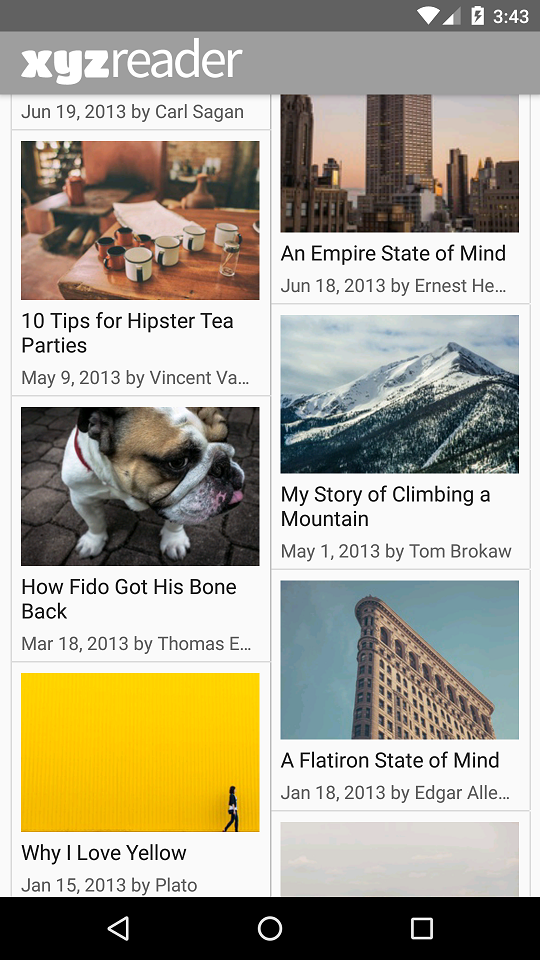 3:43
xyzreader
Jun 19, 2013 by Carl Sagan
10 Tips for Hipster Tea
Parties
May 9, 2013 by Vincent Va...
How Fido Got His Bone
Back
Mar 18, 2013 by Thomas E...
Why I Love Yellow
Jan 15, 2013 by Plato
An Empire State of Mind
Jun 18, 2013 by Ernest He...
My Story of Climbing a
Mountain
May 1, 2013 by Tom Brokaw
A Flatiron State of Mind
Jan 18, 2013 by Edgar Alle...